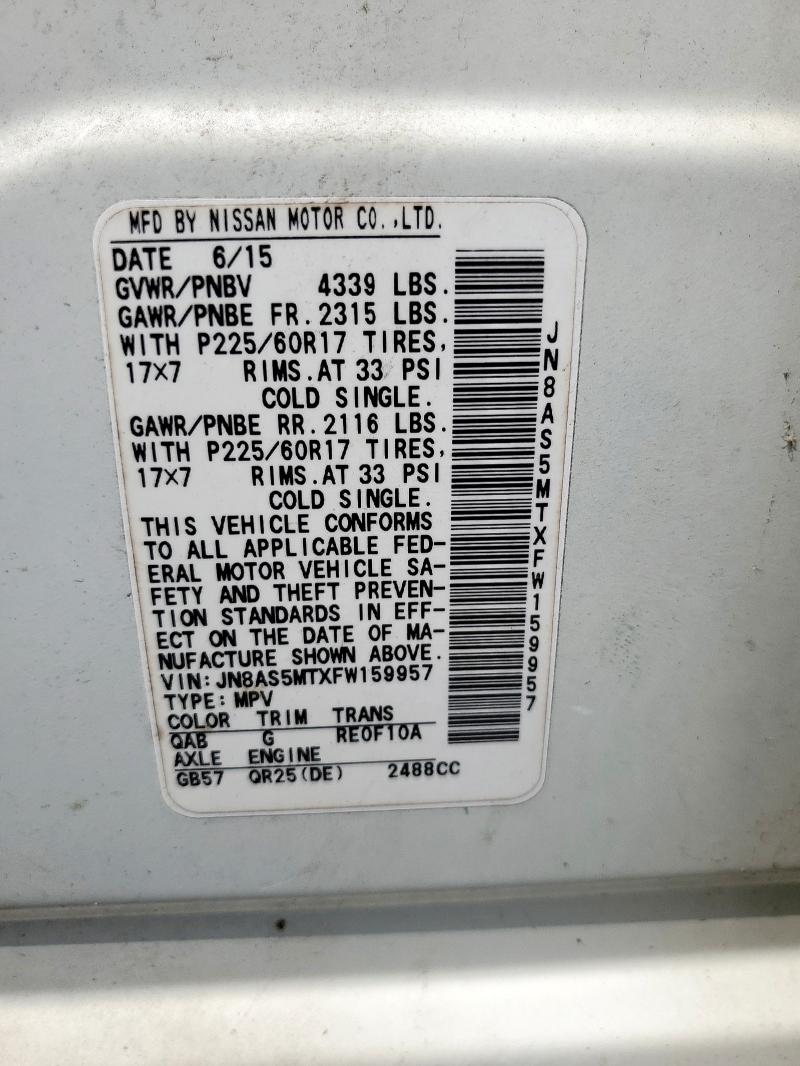 MFD BY NISSAN MOTOR CO.,LTD.
DATE 6/15
GVWR/PNBV 4339 LBS.
GAWR/PNBE FR.2315 LBS.
WITH P225/60R17 TIRES,
17×7 RIMS.AT 33 PSI
COLD SINGLE.
GAWR/PNBE RR.2116 LBS.
WITH P225/60R17 TIRES,
17×7 RIMS.AT 33 PSI
COLD SINGLE.
THIS VEHICLE CONFORMS
TO ALL APPLICABLE FED-
ERAL MOTOR VEHICLE SA-
FETY AND THEFT PREVEN-
TION STANDARDS IN EFF-
ECT ON THE DATE OF MA-
NUFACTURE SHOWN ABOVE.
VIN:JN8AS5MTXFW159957
TYPE:MPV
COLOR TRIM TRANS
QAB G RE0F10A
AXLE ENGINE
GB57 QR25(DE) 2488CC
JN8AS5MTXFW159957